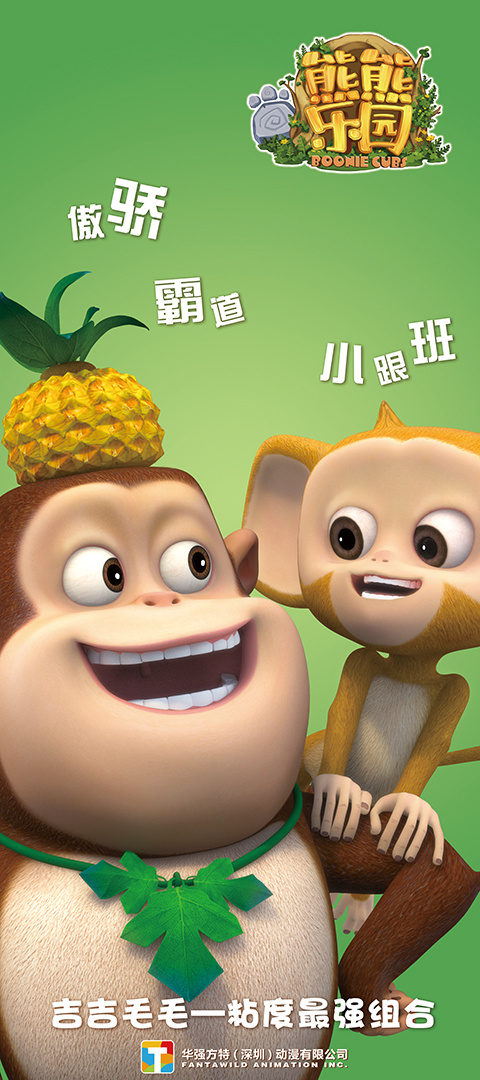 熊熊
乐园
BOONIE CUBS
傲骄
霸道
小跟班
吉吉毛毛—粘度最强组合
华强方特（深圳）动漫有限公司
FANTAWILD ANIMATION INC.